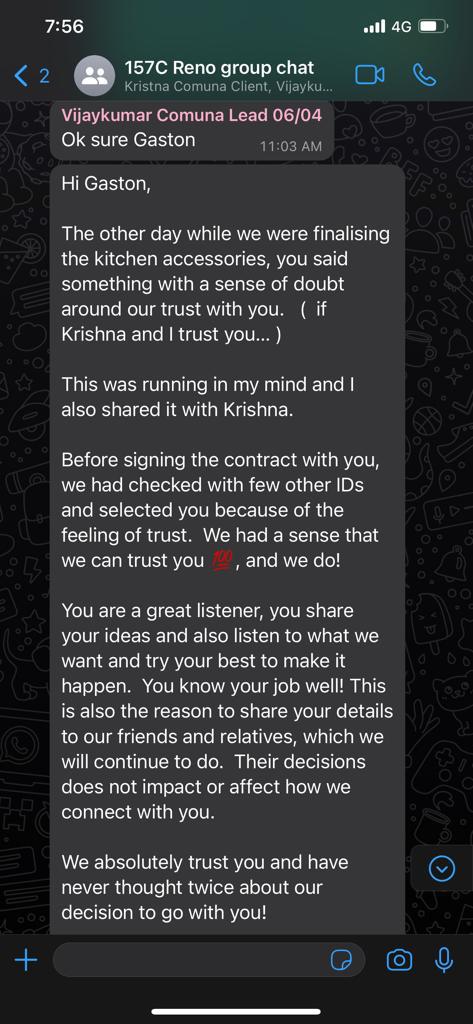 7:56
4G
2
157C Reno group chat
Kristna Comuna Client, Vijayku...
Vijaykumar Comuna Lead 06/04
Ok sure Gaston
11:03 AM
Hi Gaston,
The other day while we were finalising
the kitchen accessories, you said
something with a sense of doubt
around our trust with you. ( if
Krishna and I trust you... )
This was running in my mind and I
also shared it with Krishna.
Before signing the contract with you,
we had checked with few other IDs
and selected you because of the
feeling of trust. We had a sense that
we can trust you 💯, and we do!
You are a great listener, you share
your ideas and also listen to what we
want and try your best to make it
happen. You know your job well! This
is also the reason to share your details
to our friends and relatives, which we
will continue to do. Their decisions
does not impact or affect how we
connect with you.
We absolutely trust you and have
never thought twice about our
decision to go with you!